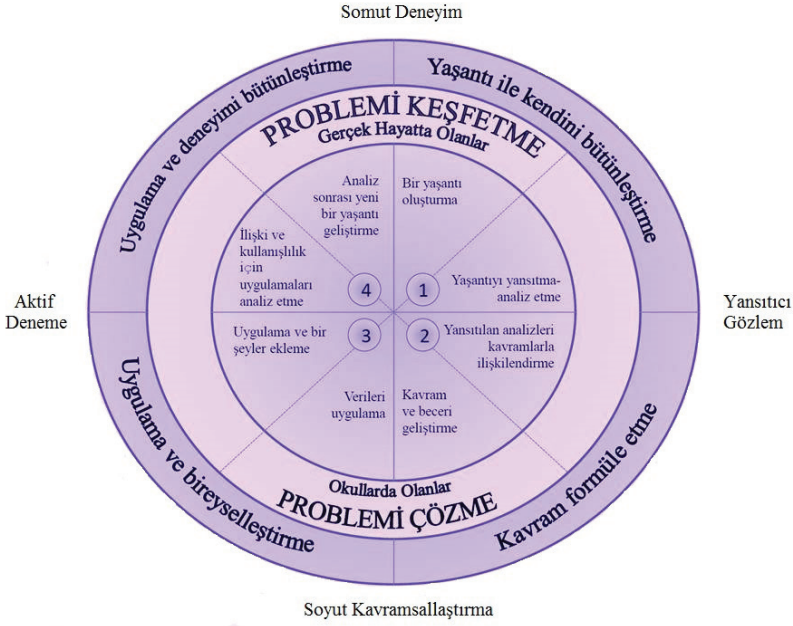 Somut Deneyim
Uygulama ve deneyimi bütünleştirme
Yaşantı ile kendini bütünleştirme
PROBLEMİ KEŞFETME
Gerçek Hayatta Olanlar
Analiz
sonrası yeni
bir yaşantı
geliştirme
Bir yaşantı
oluşturma
İlişki ve
kullanışlılık
için
uygulamaları
analiz etme
4
1
Yaşantıyı yansıtma-
analiz etme
Aktif
Deneme
Yansıtıcı
Gözlem
Uygulama ve bir
şeyler ekleme
3
2
Yansıtılan analizleri
kavramlarla
ilişkilendirme
Verileri
uygulama
Kavram
ve beceri
geliştirme
Okullarda Olanlar
PROBLEMİ ÇÖZME
Uygulama ve bireyselleştirme
Kavram formüle etme
Soyut Kavramsallaştırma